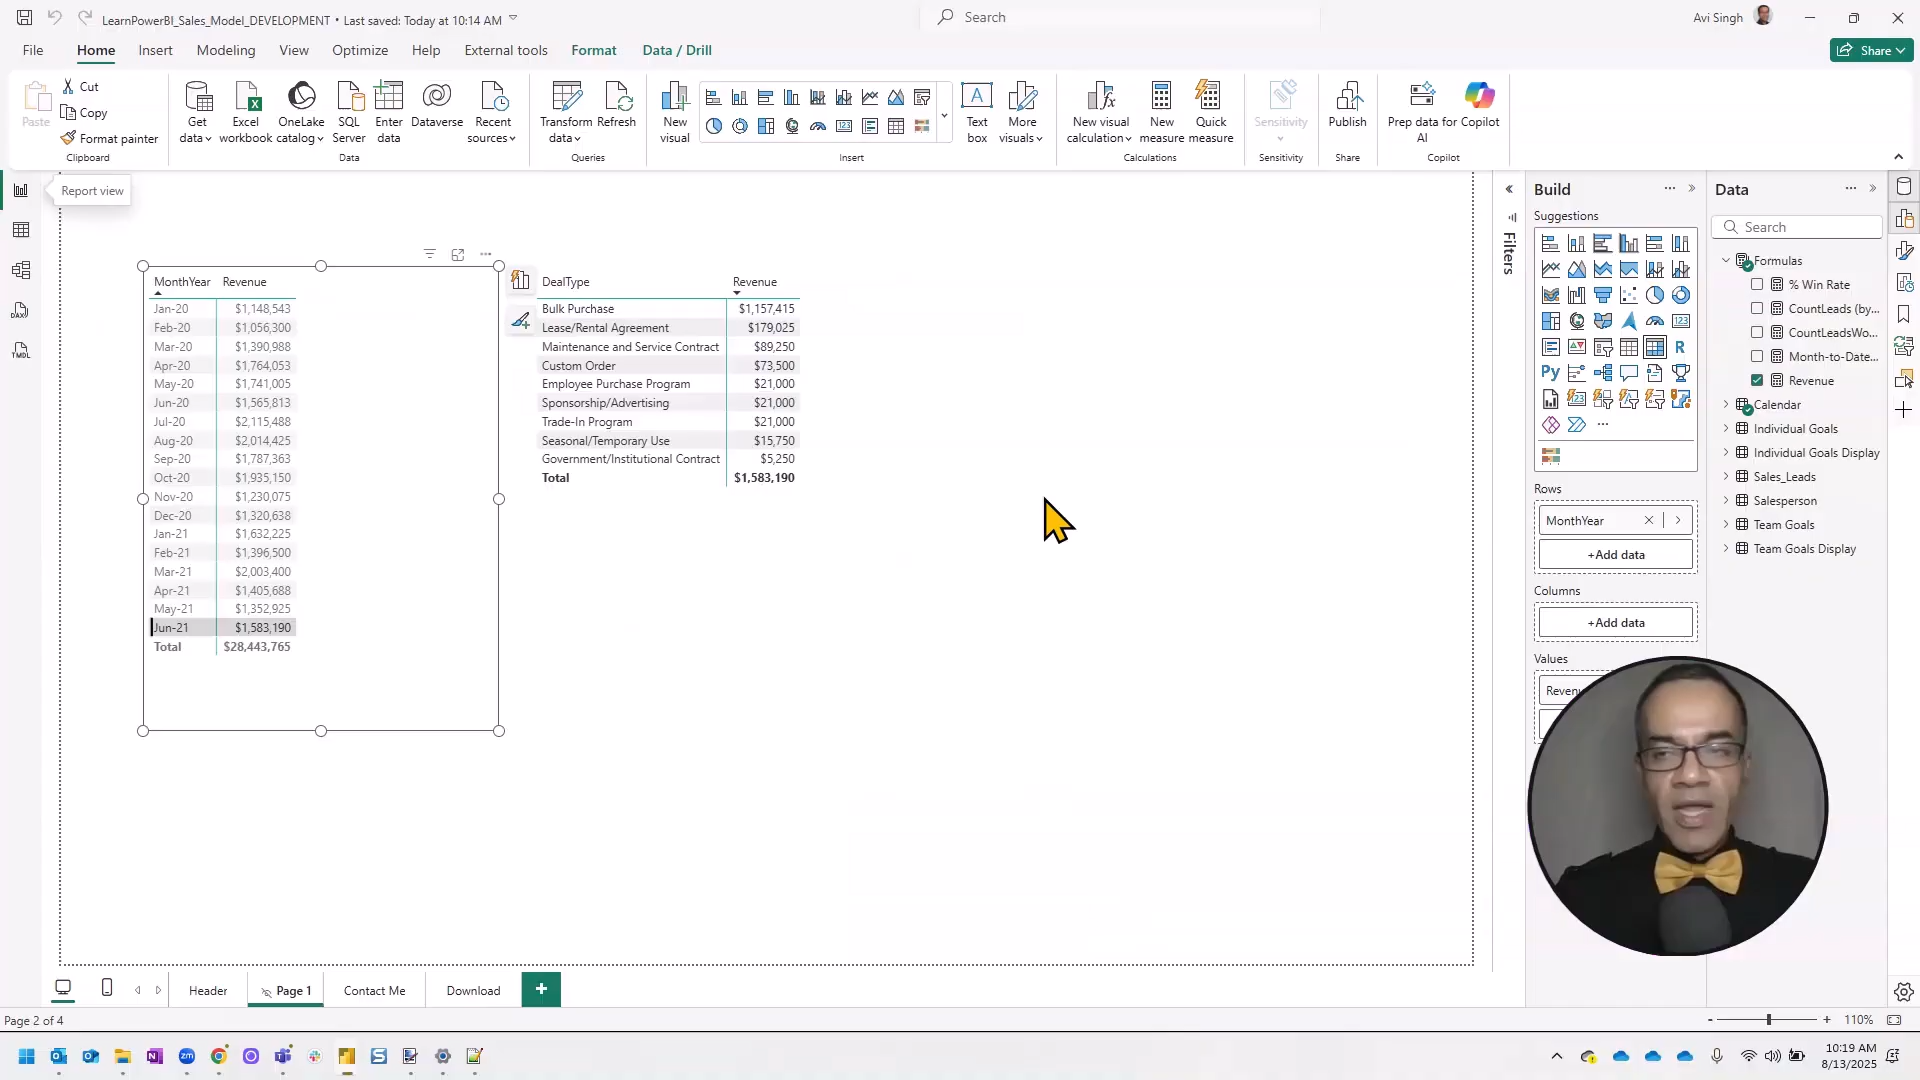 LearnPowerBI_Sales_Model_DEVELOPMENT • Last saved: Today at 10:14 AM
Search
Avi Singh
File
Home
Insert
Modeling
View
Optimize
Help
External tools
Format
Data / Drill
Share
Paste
Cut
Copy
Format painter
Clipboard
Get data
Excel workbook
OneLake catalog
SQL Server
Enter data
Dataverse
Recent sources
Data
Transform data
Refresh
Queries
New visual
Text box
More visuals
Insert
New visual calculation
New measure
Quick measure
Calculations
Sensitivity
Sensitivity
Publish
Share
Prep data for AI
Copilot
Copilot
Report view
MonthYear Revenue
Jan-20 $1,148,543
Feb-20 $1,056,300
Mar-20 $1,390,988
Apr-20 $1,764,053
May-20 $1,741,005
Jun-20 $1,565,813
Jul-20 $2,115,488
Aug-20 $2,014,425
Sep-20 $1,787,363
Oct-20 $1,935,150
Nov-20 $1,230,075
Dec-20 $1,320,638
Jan-21 $1,632,225
Feb-21 $1,396,500
Mar-21 $2,003,400
Apr-21 $1,405,688
May-21 $1,352,925
Jun-21 $1,583,190
Total $28,443,765
DealType Revenue
Bulk Purchase $1,157,415
Lease/Rental Agreement $179,025
Maintenance and Service Contract $89,250
Custom Order $73,500
Employee Purchase Program $21,000
Sponsorship/Advertising $21,000
Trade-In Program $21,000
Seasonal/Temporary Use $15,750
Government/Institutional Contract $5,250
Total $1,583,190
Filters
Build
Suggestions
R
Py
123
Rows
MonthYear
+Add data
Columns
+Add data
Values
Data
Search
Formulas
% Win Rate
CountLeads (by...
CountLeadsWo...
Month-to-Date...
Revenue
Calendar
Individual Goals
Individual Goals Display
Sales_Leads
Salesperson
Team Goals
Team Goals Display
Header
Page 1
Contact Me
Download
Page 2 of 4
110%
10:19 AM
8/13/2025